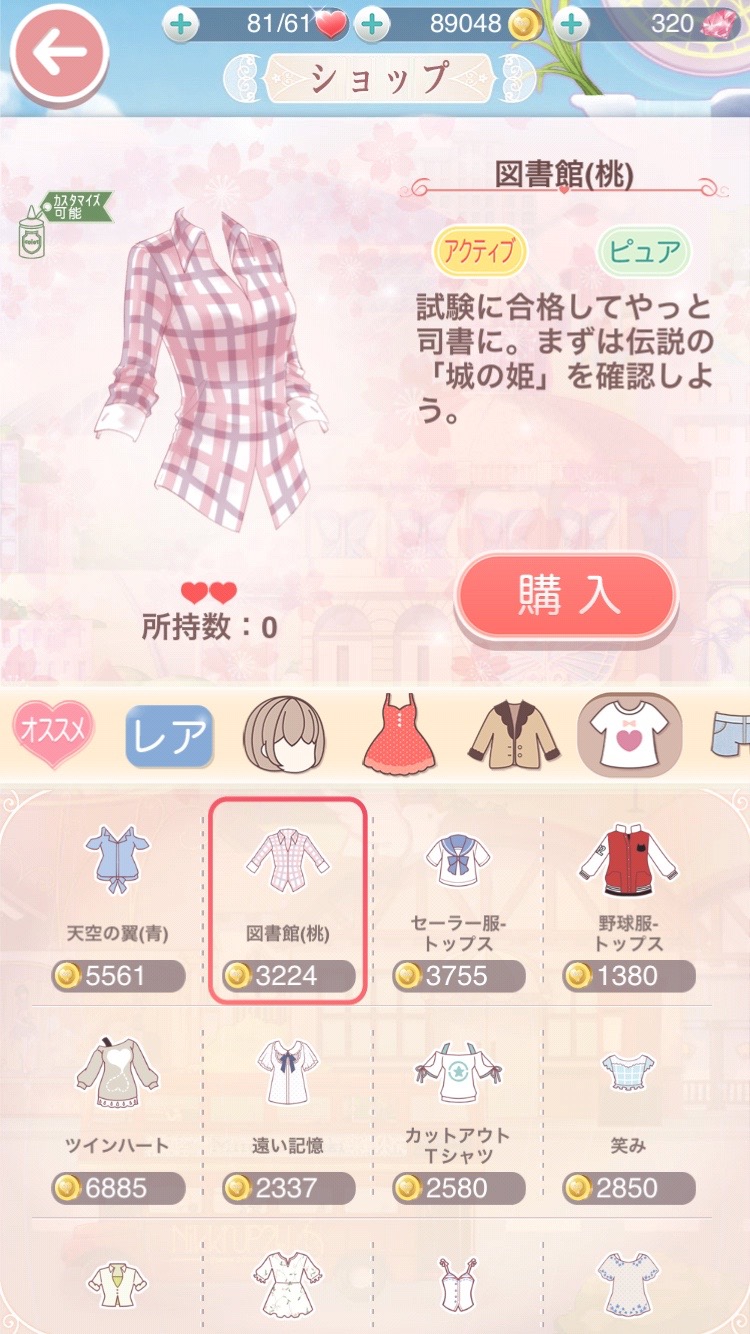 81/61
89048
320
ショップ
カスタマイズ
可能
図書館(桃)
アクティブ
ピュア
試験に合格してやっと
司書に。まずは伝説の
「城の姫」を確認しよ
う。
所持数：0
購入
オススメ
レア
天空の翼(青)
図書館(桃)
セーラー服-
トップス
野球服-
トップス
5561
3224
3755
1380
ツインハート
遠い記憶
カットアウト
Tシャツ
笑み
6885
2337
2580
2850